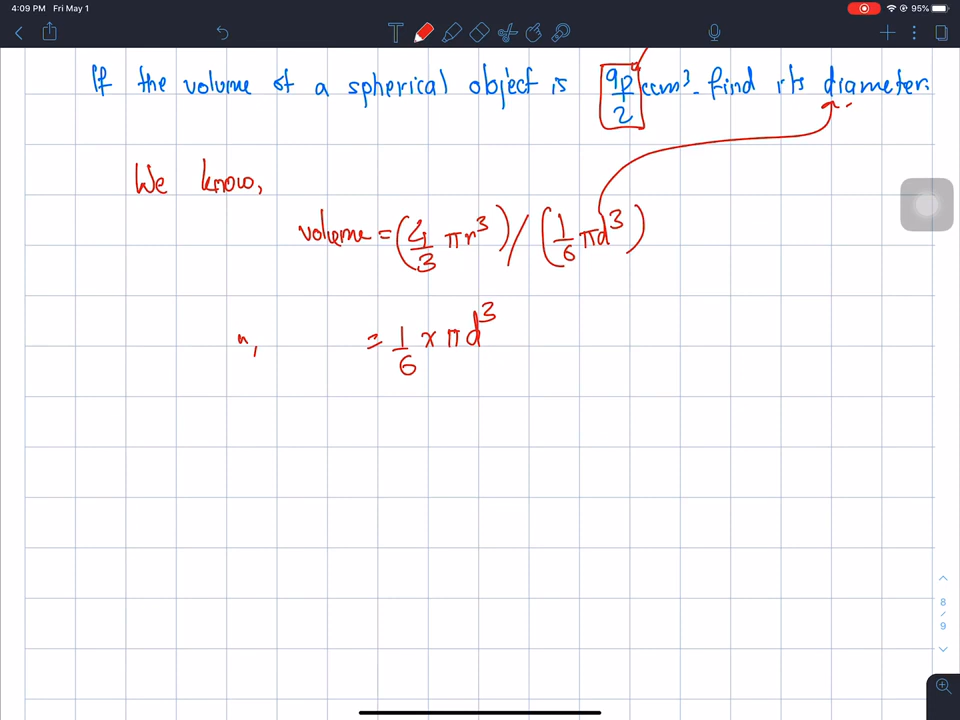 4:09 PM Fri May 1
95%
T
If the volume of a spherical object is 9p/2 ccm³. find its diameter.
We know,
volume = (4/3 πr³) / (1/6 πd³)
= 1/6 × πd³
8
/
9